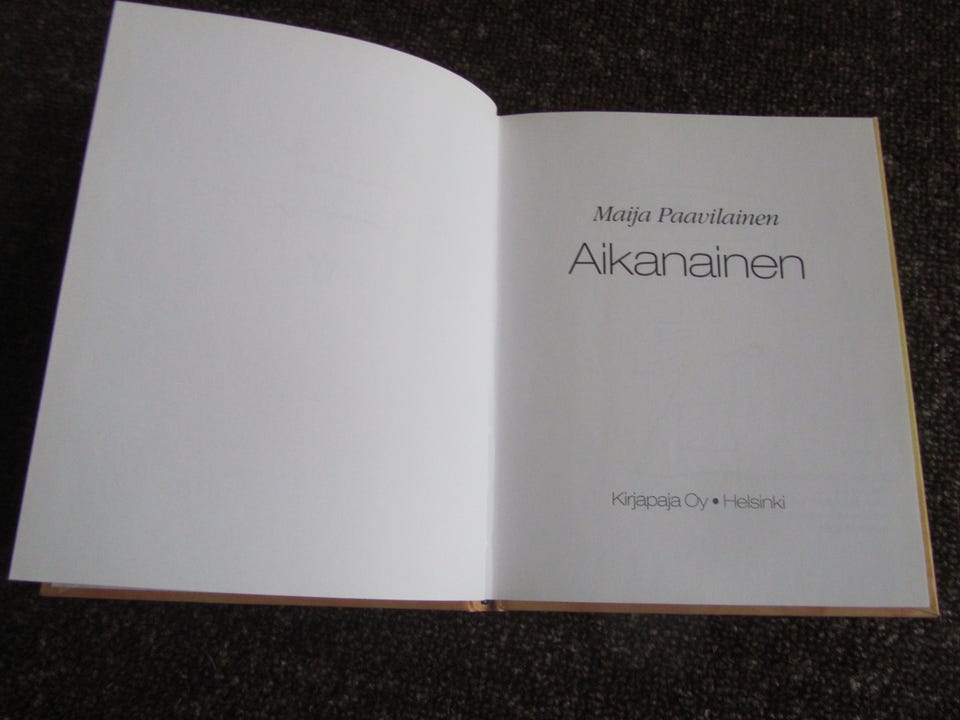 Maija Paavilainen
Aikanainen
Kirjapaja Oy • Helsinki